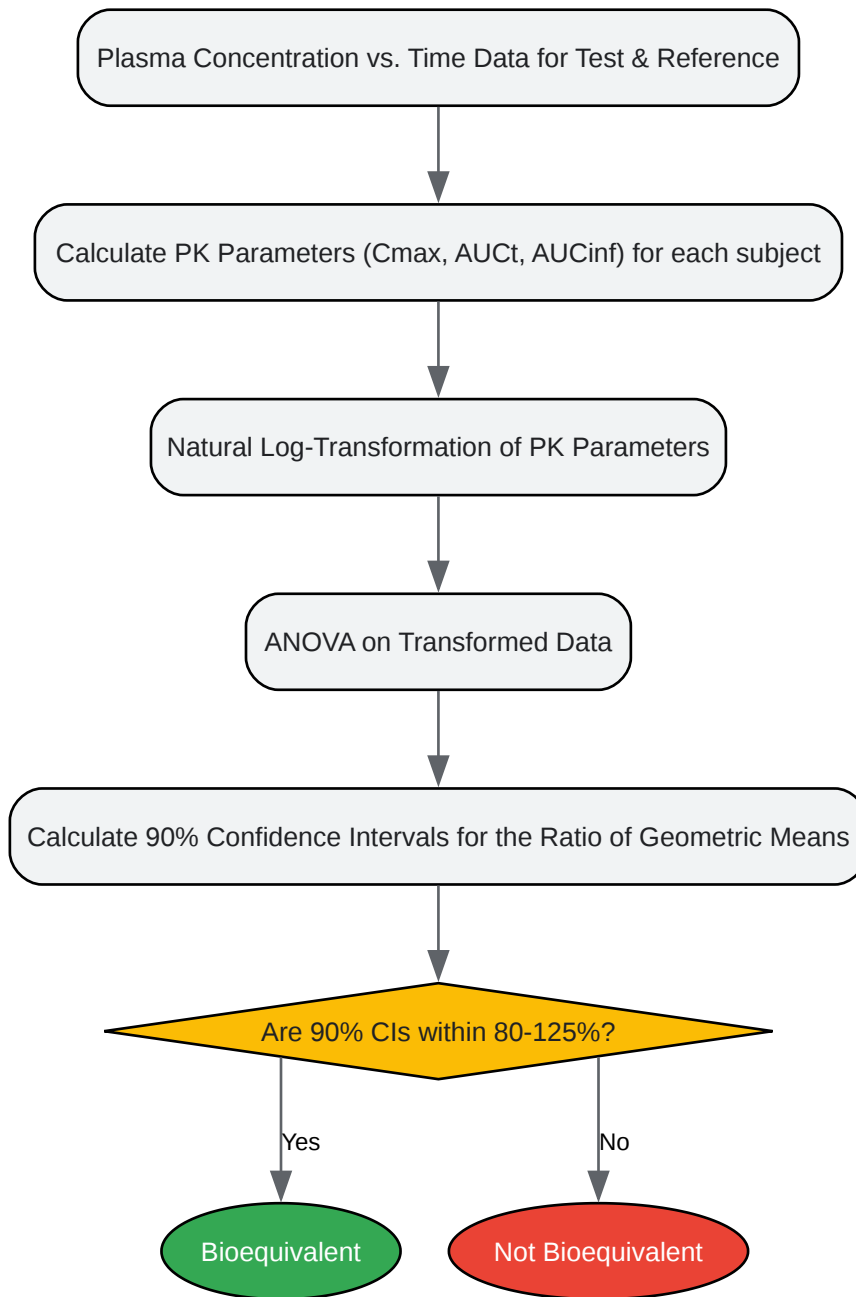 Plasma Concentration vs. Time Data for Test & Reference
Calculate PK Parameters (Cmax, AUCt, AUCinf) for each subject
Natural Log-Transformation of PK Parameters
ANOVA on Transformed Data
Calculate 90% Confidence Intervals for the Ratio of Geometric Means
Are 90% CIs within 80-125%?
Yes
No
Bioequivalent
Not Bioequivalent